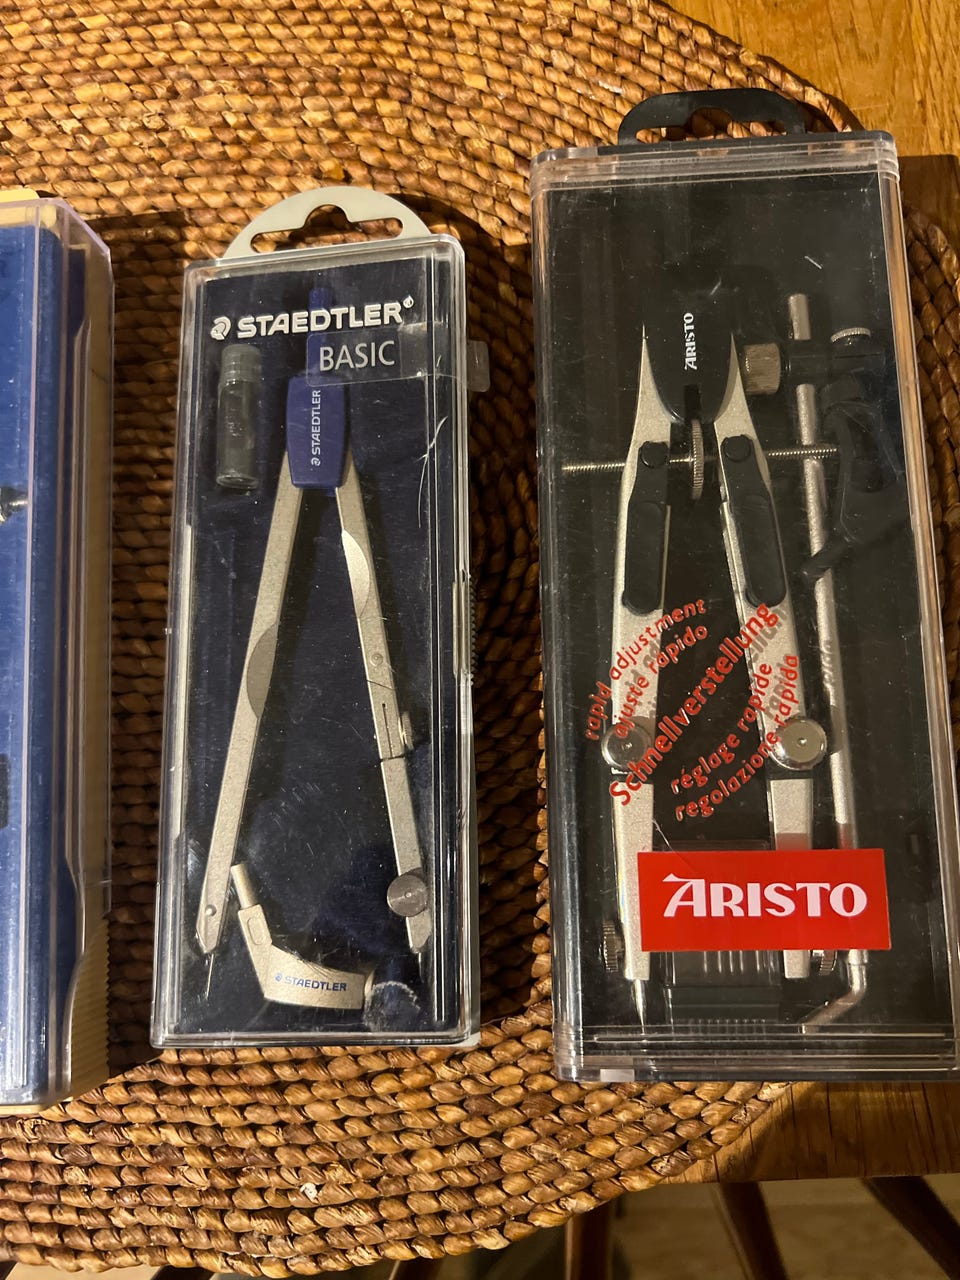 STAEDTLER
BASIC
STAEDTLER
STAEDTLER
ARISTO
rapid adjustment
ajuste rápido
Schnellverstellung
réglage rapide
regolazione rapida
ARISTO